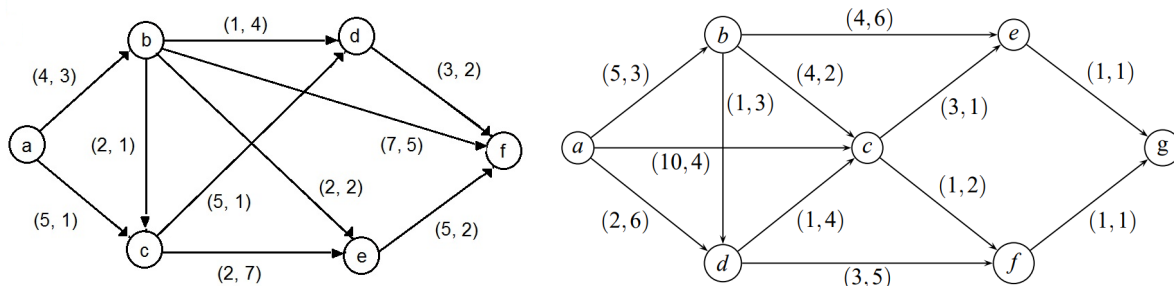 b
(1, 4)
d
(4, 3)
(3, 2)
a
(2, 1)
(7, 5)
f
(5, 1)
(2, 2)
(5, 1)
(5, 2)
c
(2, 7)
e
b
(4,6)
e
(5,3)
(4,2)
(1,1)
(1,3)
(3,1)
a
(10,4)
c
g
(2,6)
(1,4)
(1,2)
(1,1)
d
(3,5)
f